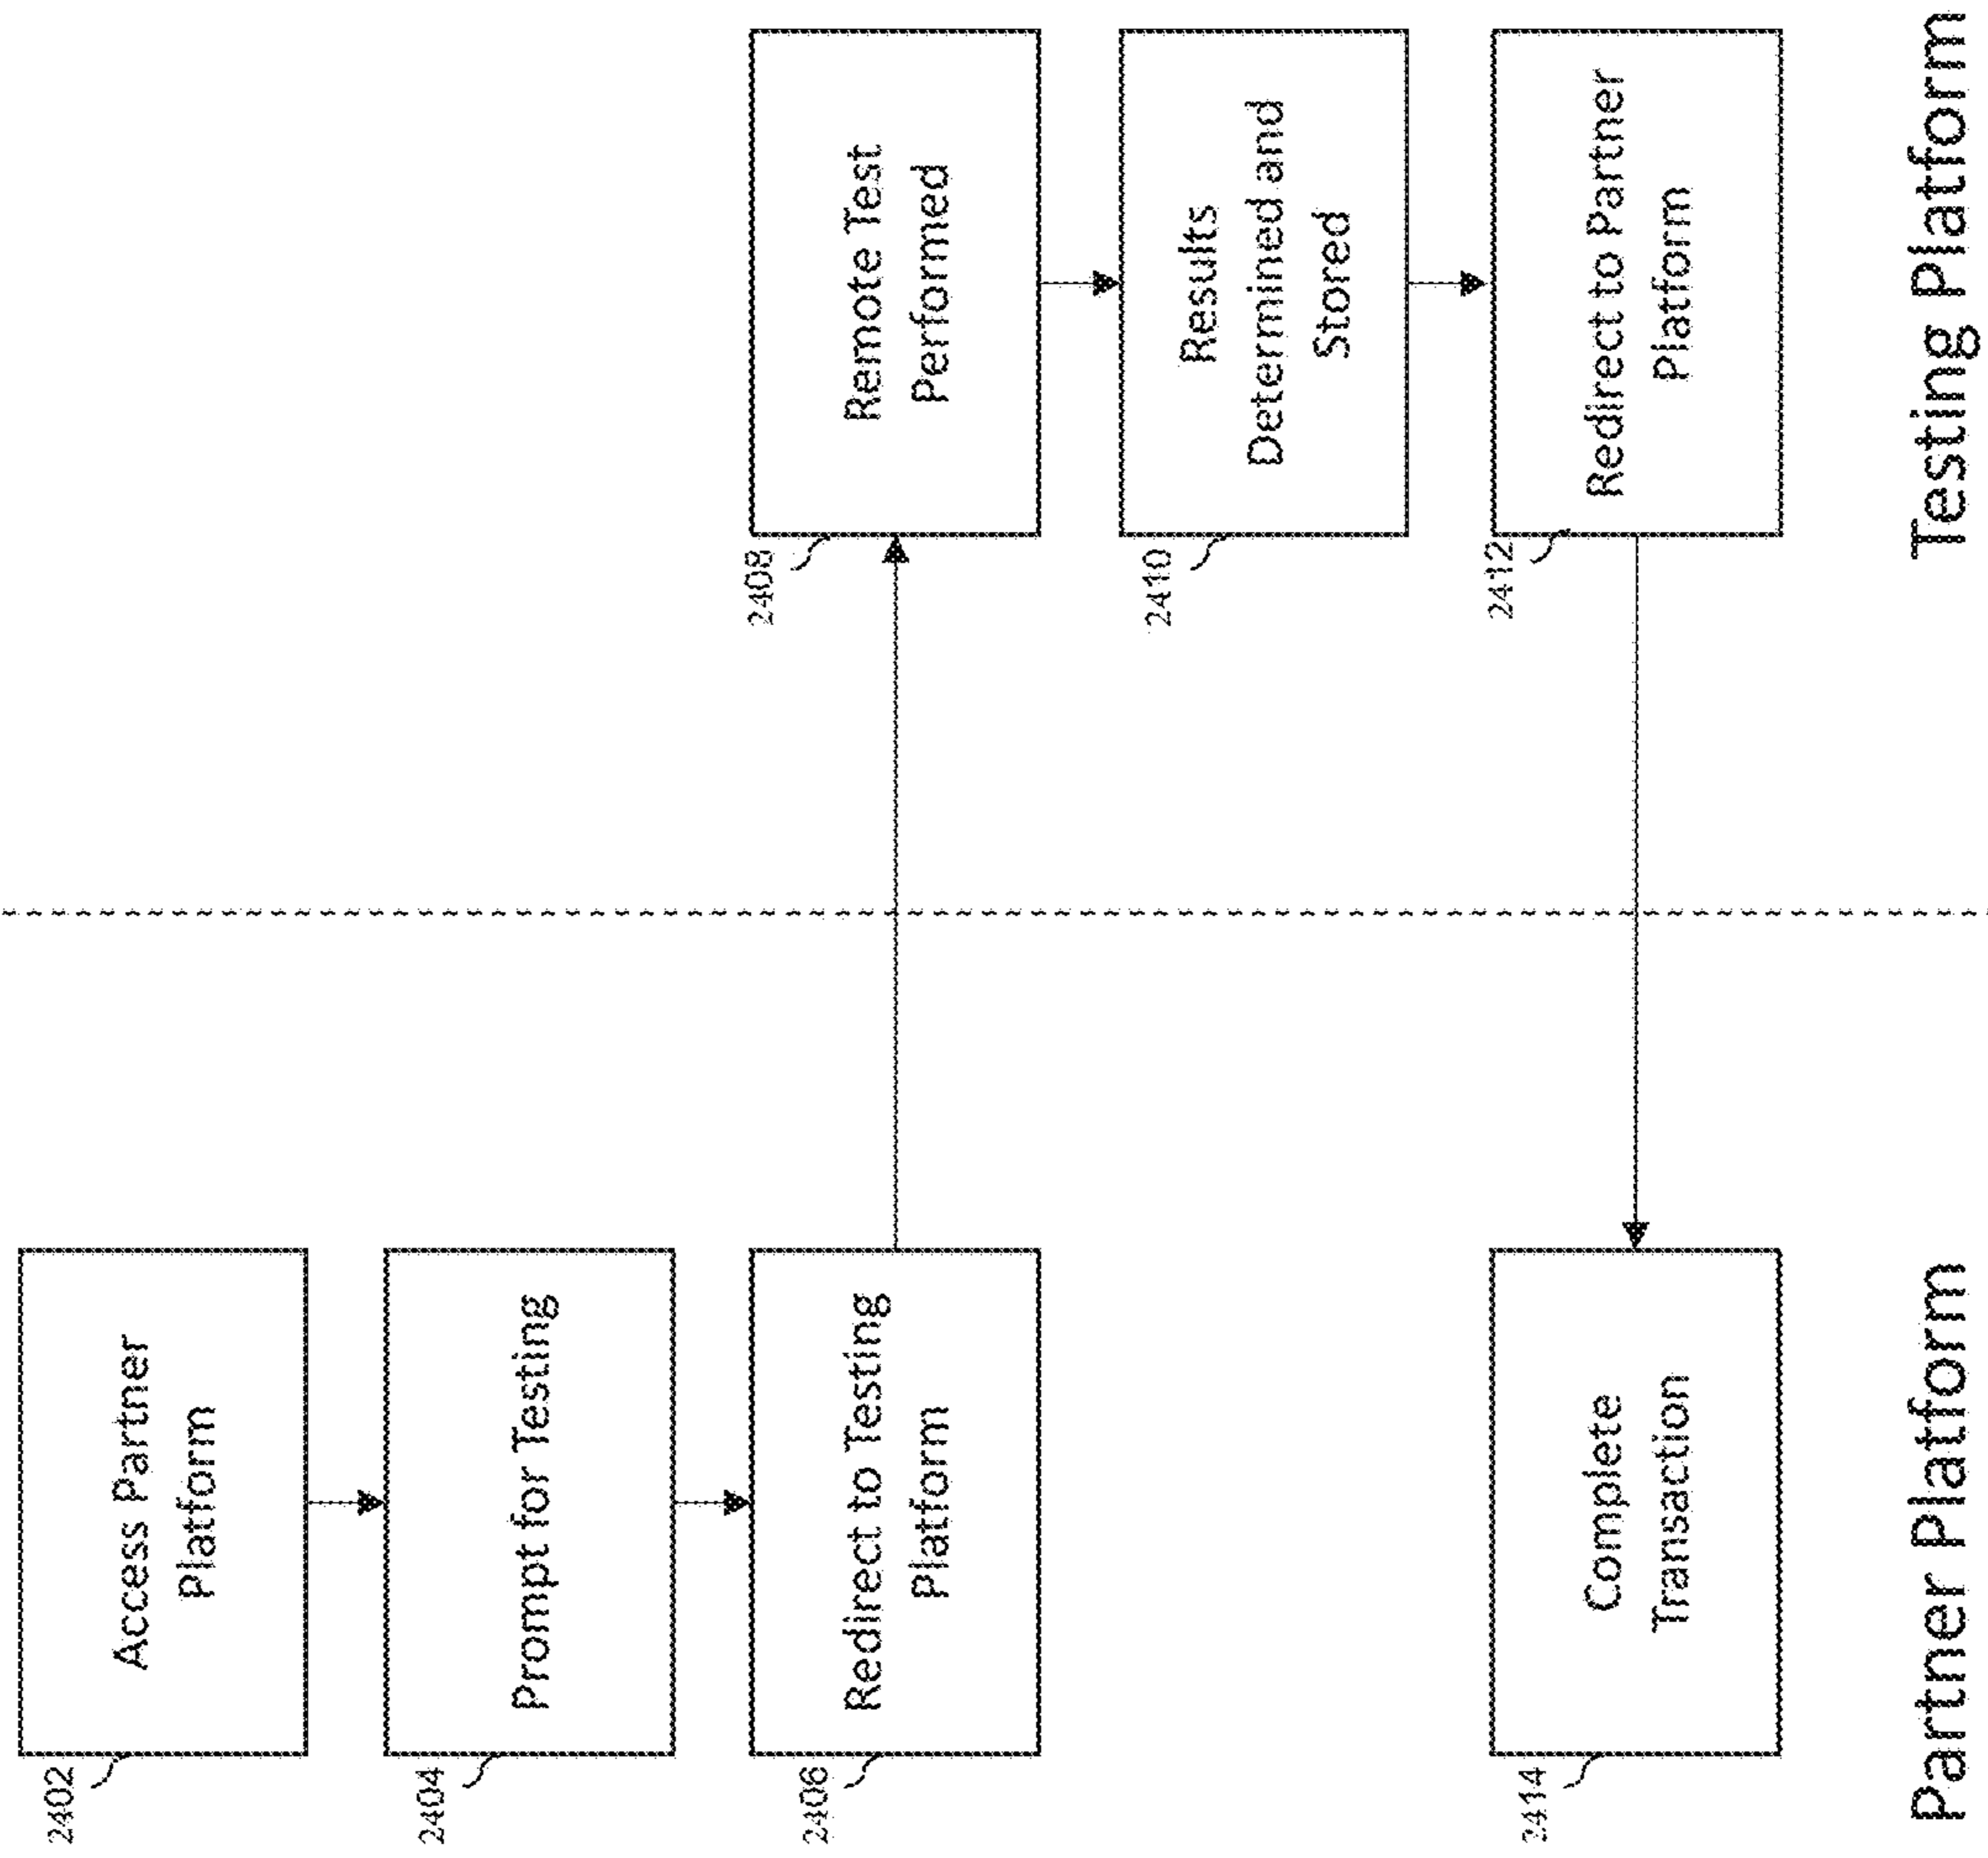 2402
Access Partner
Platform
2404
Prompt for Testing
2406
Redirect to Testing
Platform
2408
Remote Test
Performed
2410
Results
Determined and
Stored
2412
Redirect to Partner
Platform
2414
Complete
Transaction
Partner Platform
Testing Platform